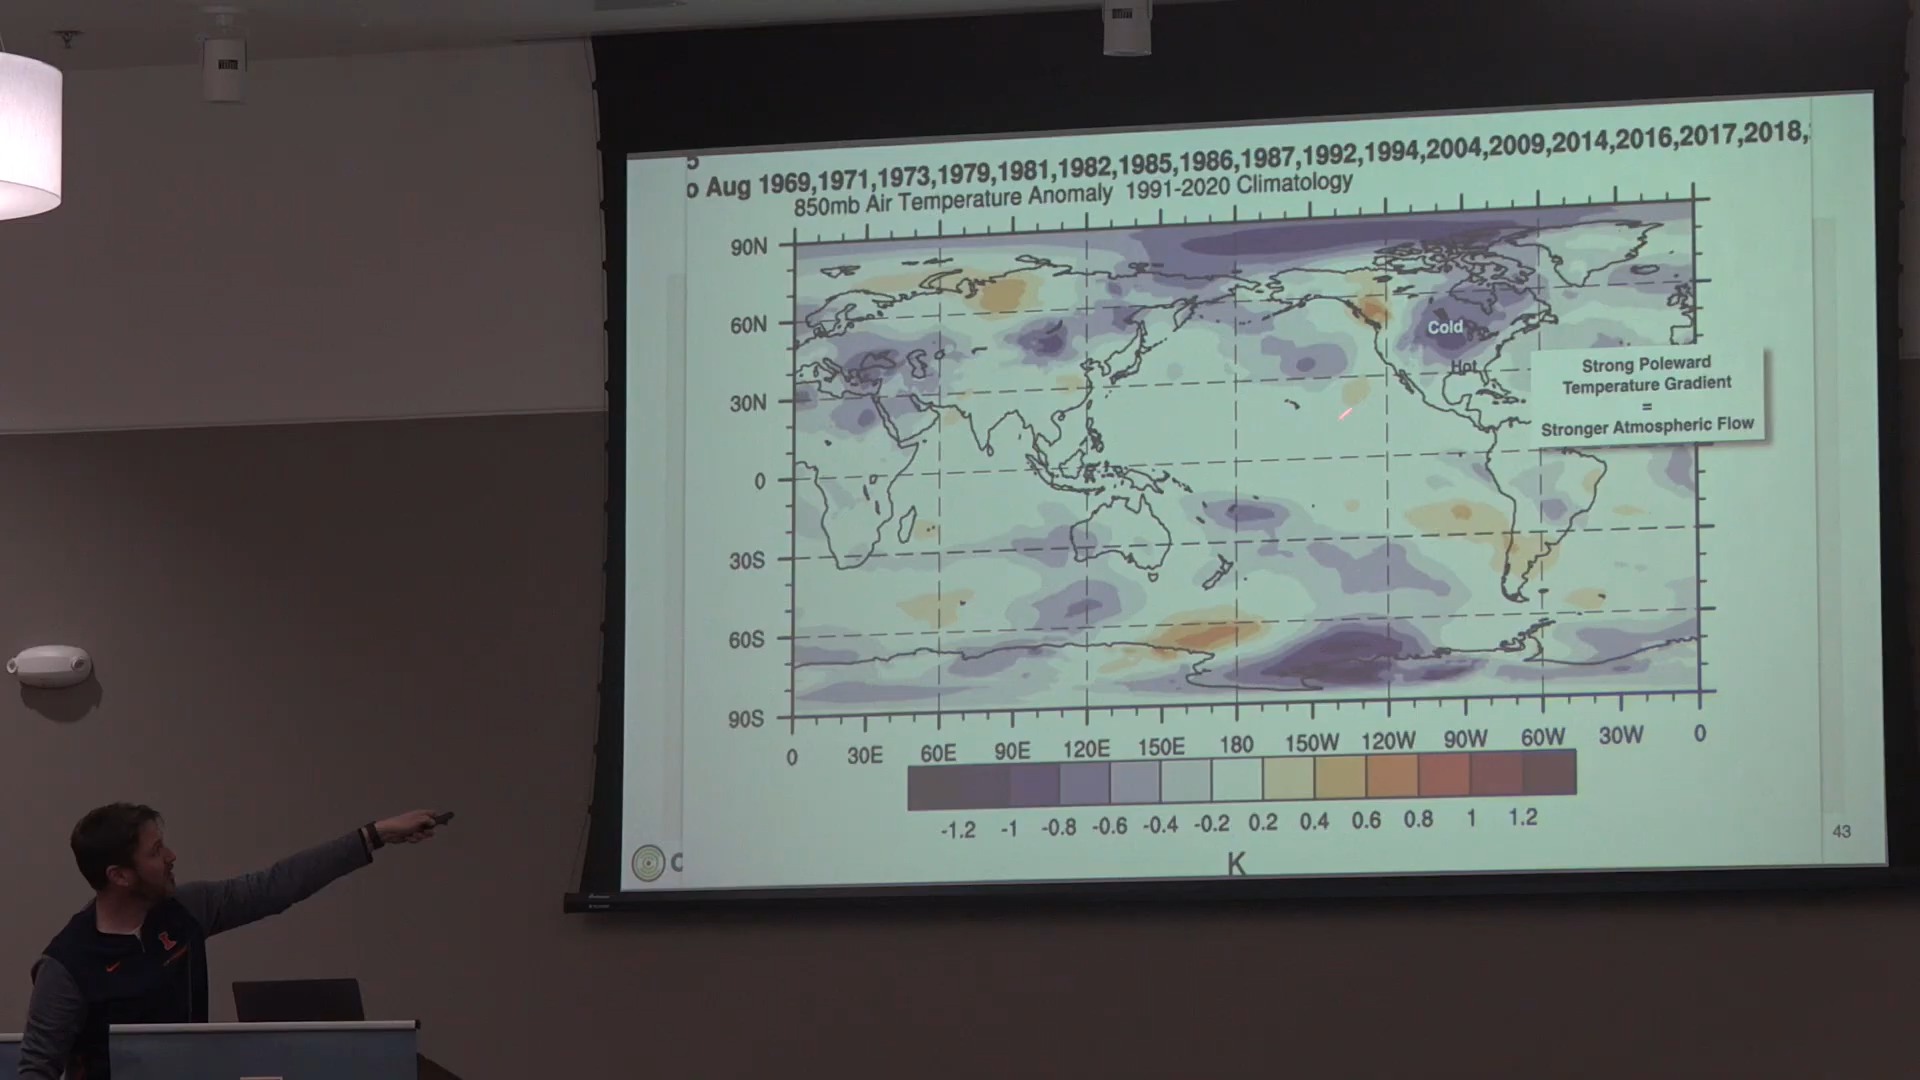 o Aug 1969,1971,1973,1979,1981,1982,1985,1986,1987,1992,1994,2004,2009,2014,2016,2017,2018,
850mb Air Temperature Anomaly 1991-2020 Climatology
90N
60N
30N
0
30S
60S
90S
Cold
Hot
Strong Poleward
Temperature Gradient
=
Stronger Atmospheric Flow
0 30E 60E 90E 120E 150E 180 150W 120W 90W 60W 30W 0
-1.2 -1 -0.8 -0.6 -0.4 -0.2 0.2 0.4 0.6 0.8 1 1.2
K
43
C
I